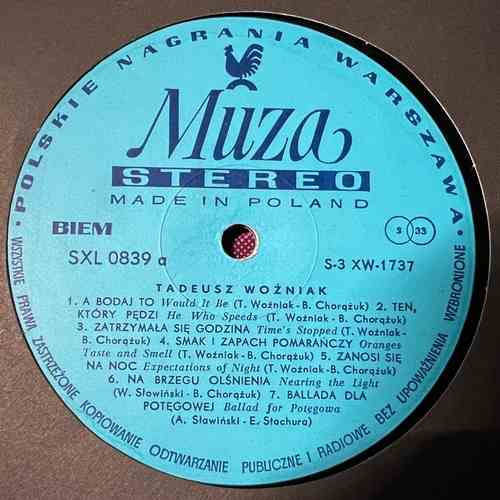 POLSKIE NAGRANIA WARSZAWA
Muza
STEREO
MADE IN POLAND
BIEM
S 33
SXL 0839 a
S-3 XW-1737
TADEUSZ WOŹNIAK
1. A BODAJ TO Would It Be (T. Woźniak-B. Chorążuk) 2. TEN,
KTÓRY PĘDZI He Who Speeds (T. Woźniak-B. Chorążuk)
3. ZATRZYMAŁA SIĘ GODZINA Time's Stopped (T. Woźniak-
B. Chorążuk) 4. SMAK I ZAPACH POMARAŃCZY Oranges
Taste and Smell (T. Woźniak-B. Chorążuk) 5. ZANOSI SIĘ
NA NOC Expectations of Night (T. Woźniak-B. Chorążuk)
6. NA BRZEGU OLŚNIENIA Nearing the Light
(W. Słowiński-B. Chorążuk) 7. BALLADA DLA
POTĘGOWEJ Ballad for Potęgowa
(A. Sławiński-E. Stachura)
WSZYSTKIE PRAWA ZASTRZEŻONE KOPIOWANIE ODTWARZANIE PUBLICZNE I RADIOWE BEZ UPOWAŻNIENIA WZBRONIONE